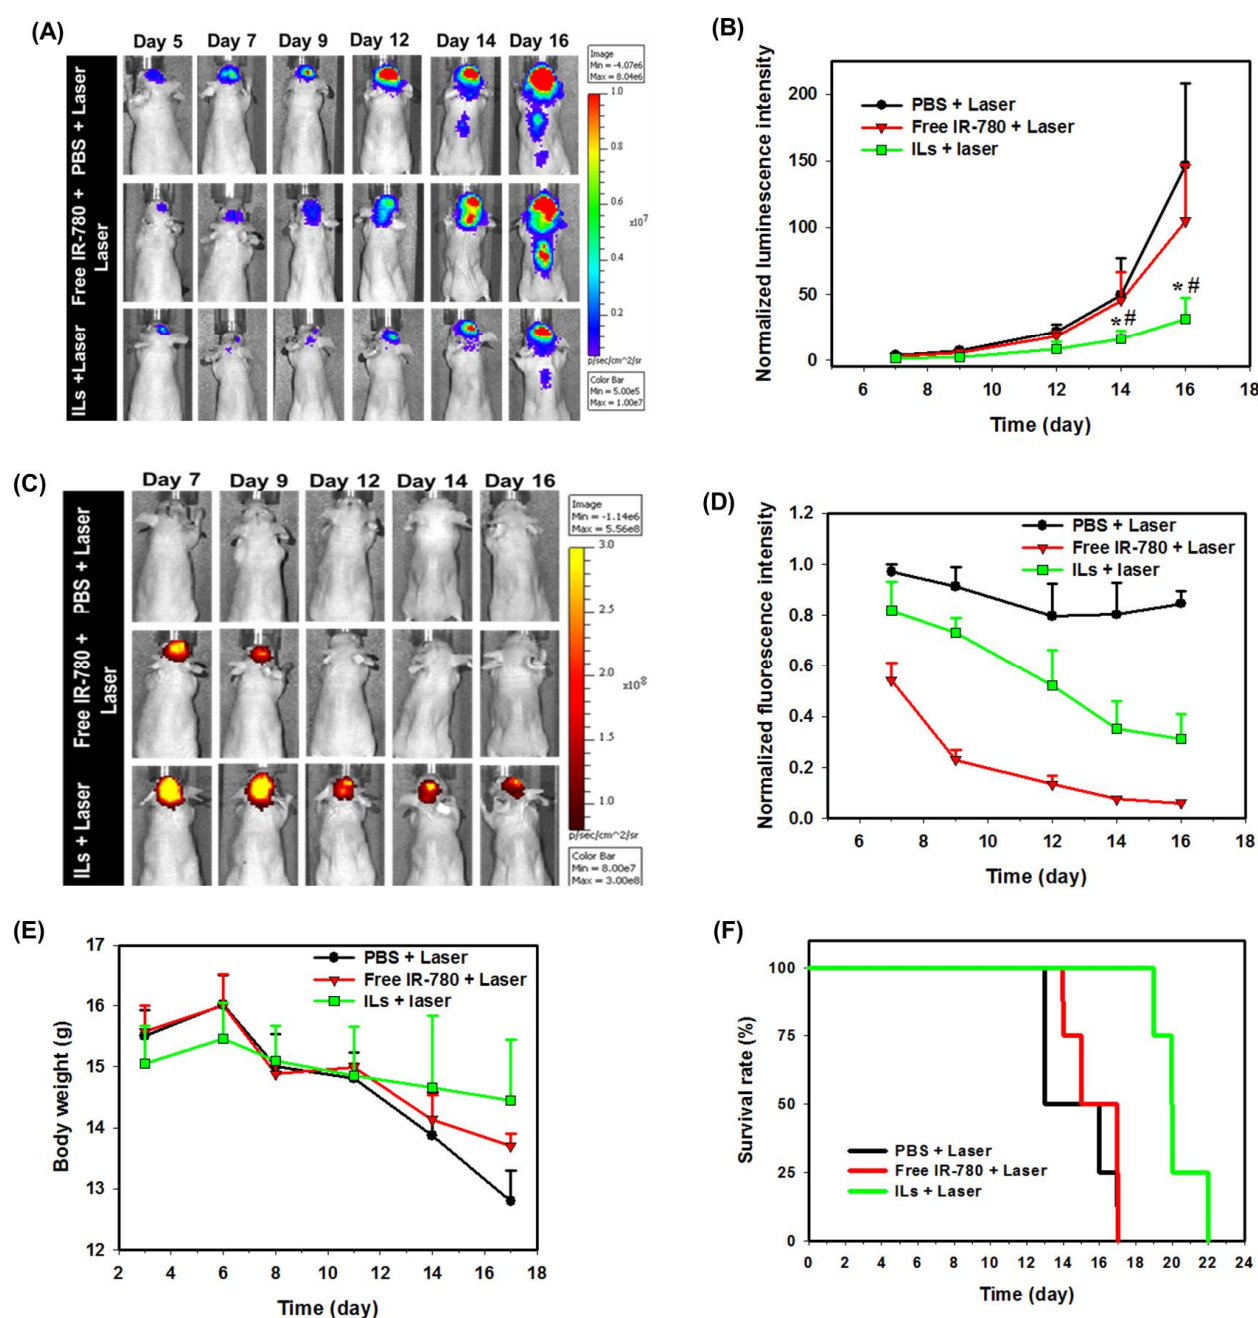 (A)
Day 5 Day 7 Day 9 Day 12 Day 14 Day 16
PBS + Laser
Free IR-780 +
Laser
ILs +Laser
Image
Min = -4.07e6
Max = 8.04e6
1.0
0.8
0.6
x10^7
0.4
0.2
p/sec/cm^2/sr
Color Bar
Min = 5.00e5
Max = 1.00e7
(B)
Normalized luminescence intensity
200
150
100
50
0
PBS + Laser
Free IR-780 + Laser
ILs + laser
*#
*#
6 8 10 12 14 16 18
Time (day)
(C)
Day 7 Day 9 Day 12 Day 14 Day 16
PBS + Laser
Free IR-780 +
Laser
ILs + Laser
Image
Min = -1.14e6
Max = 5.56e8
3.0
2.5
2.0
x10^8
1.5
1.0
p/sec/cm^2/sr
Color Bar
Min = 8.00e7
Max = 3.00e8
(D)
Normalized fluorescence intensity
1.2
1.0
0.8
0.6
0.4
0.2
0.0
PBS + Laser
Free IR-780 + Laser
ILs + laser
6 8 10 12 14 16 18
Time (day)
(E)
Body weight (g)
17
16
15
14
13
12
PBS + Laser
Free IR-780 + Laser
ILs + laser
2 4 6 8 10 12 14 16 18
Time (day)
(F)
Survival rate (%)
100
75
50
25
0
PBS + Laser
Free IR-780 + Laser
ILs + Laser
0 2 4 6 8 10 12 14 16 18 20 22 24
Time (day)